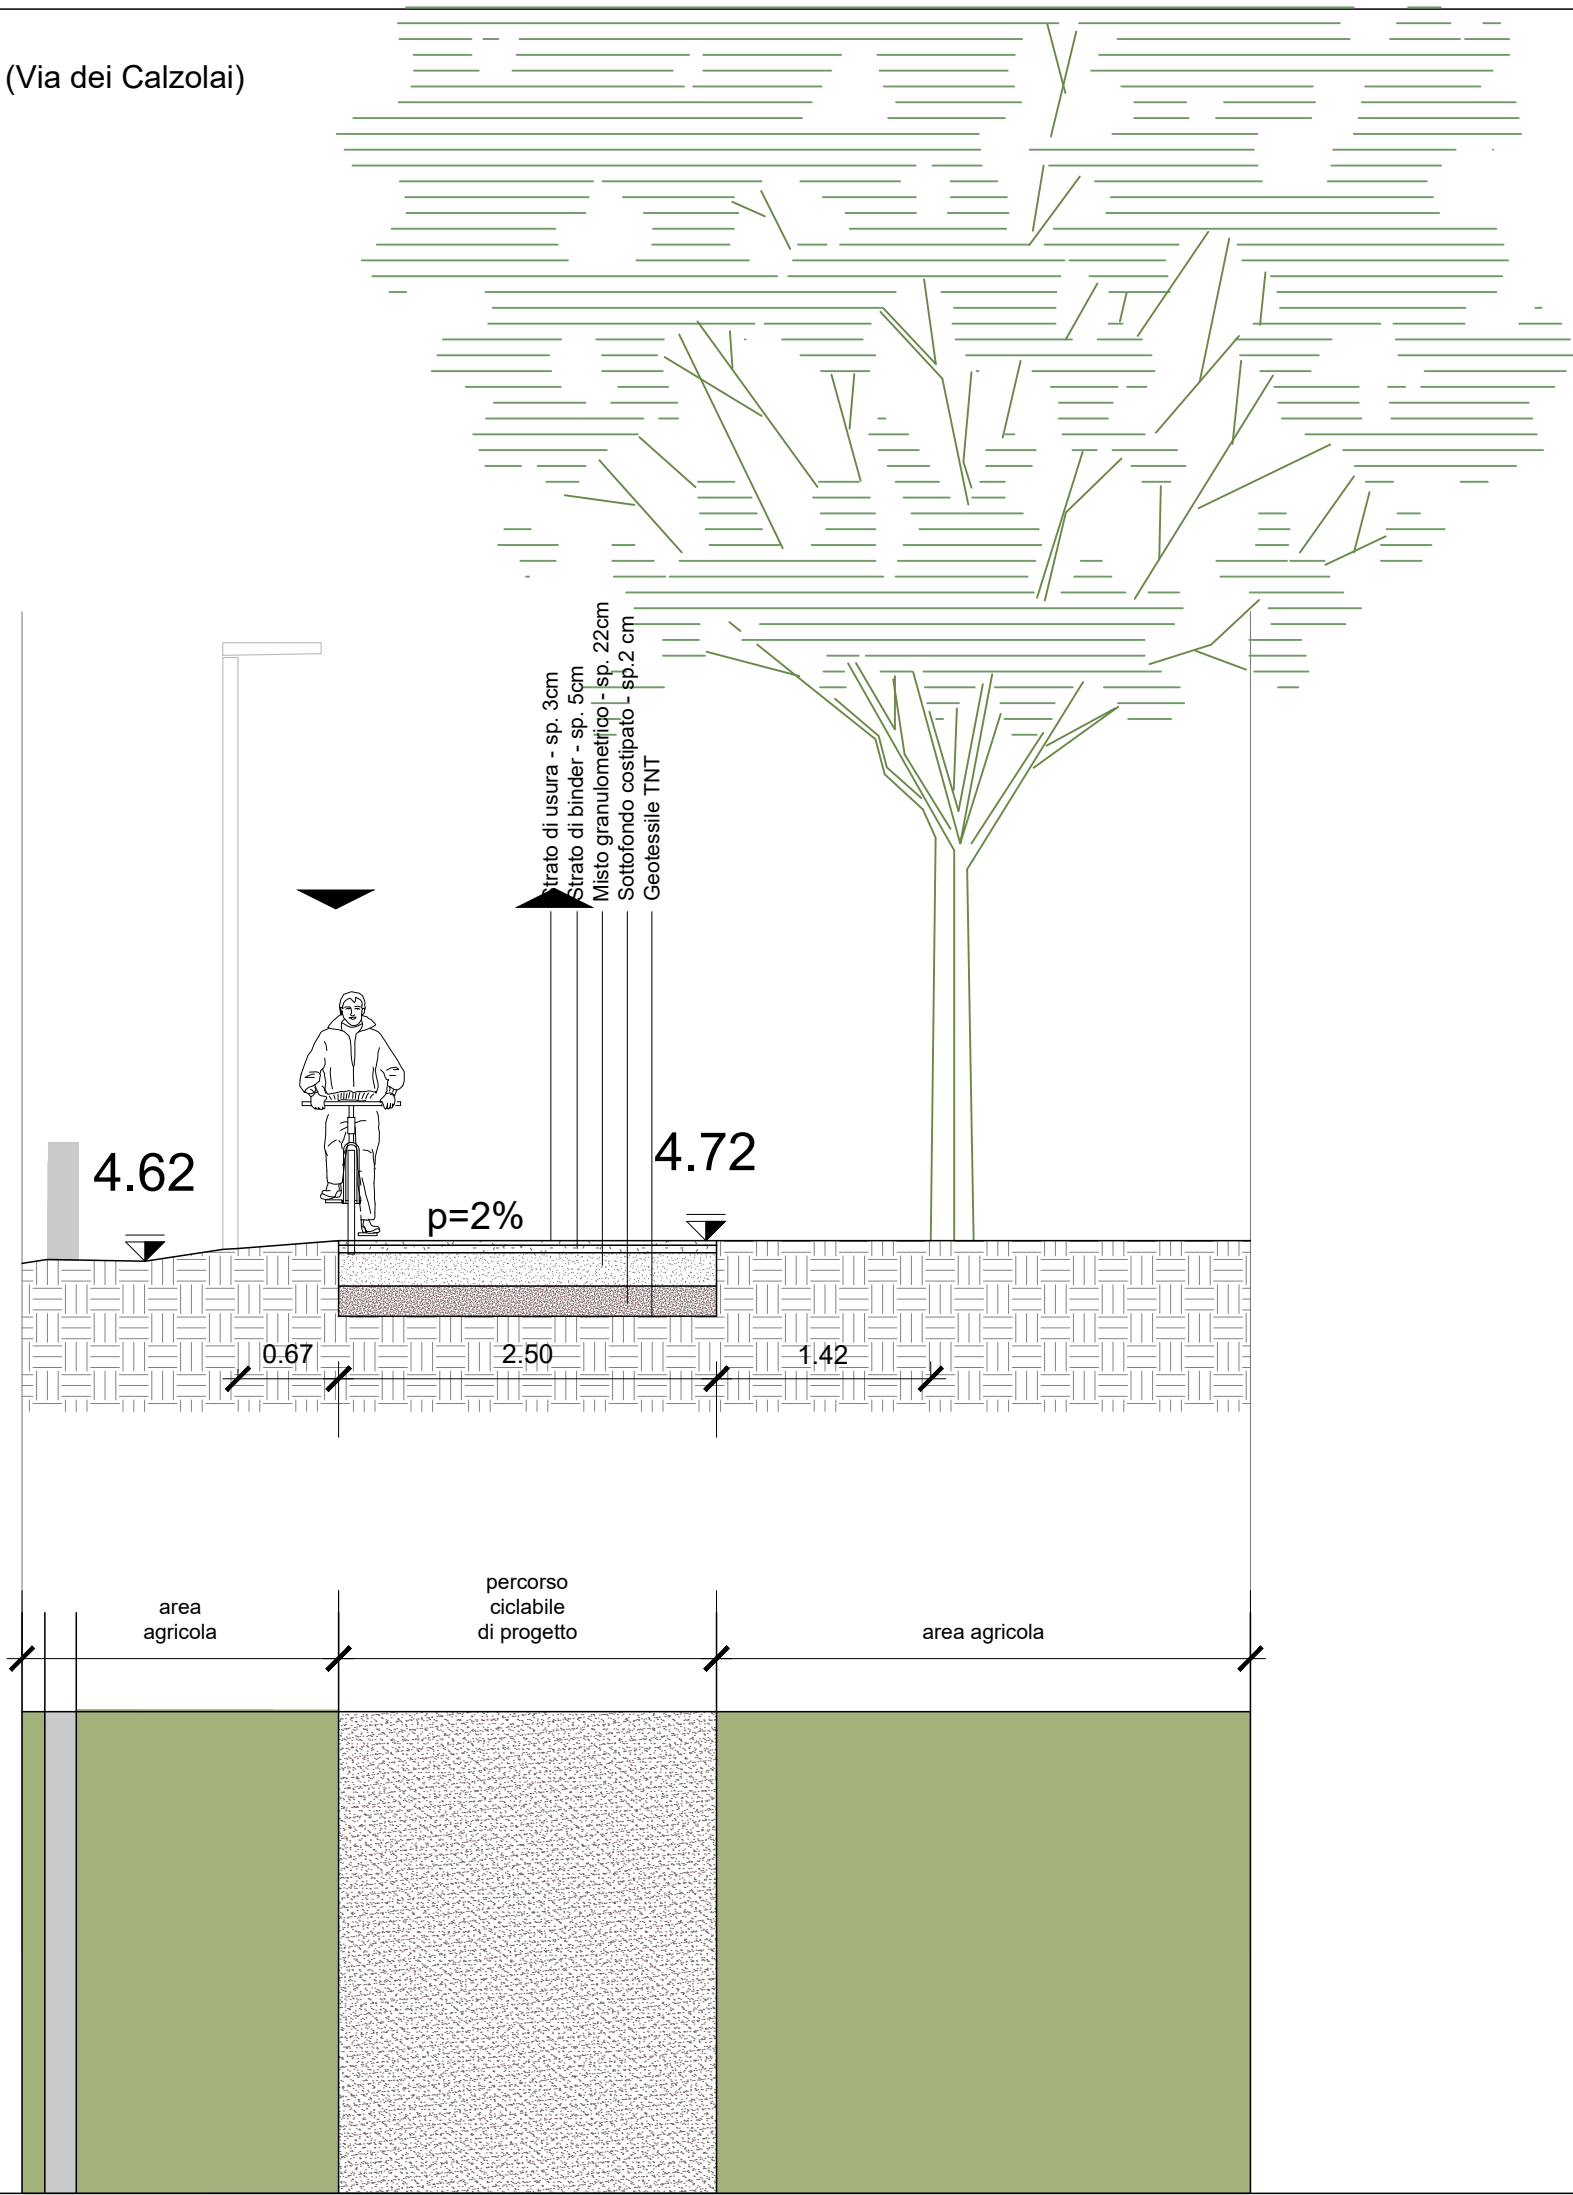 (Via dei Calzolai)
Strato di usura - sp. 3cm
Strato di binder - sp. 5cm
Misto granulometrico - sp. 22cm
Sottofondo costipato - sp.2 cm
Geotessile TNT
4.62
4.72
p=2%
0.67
2.50
1.42
area
agricola
percorso
ciclabile
di progetto
area agricola